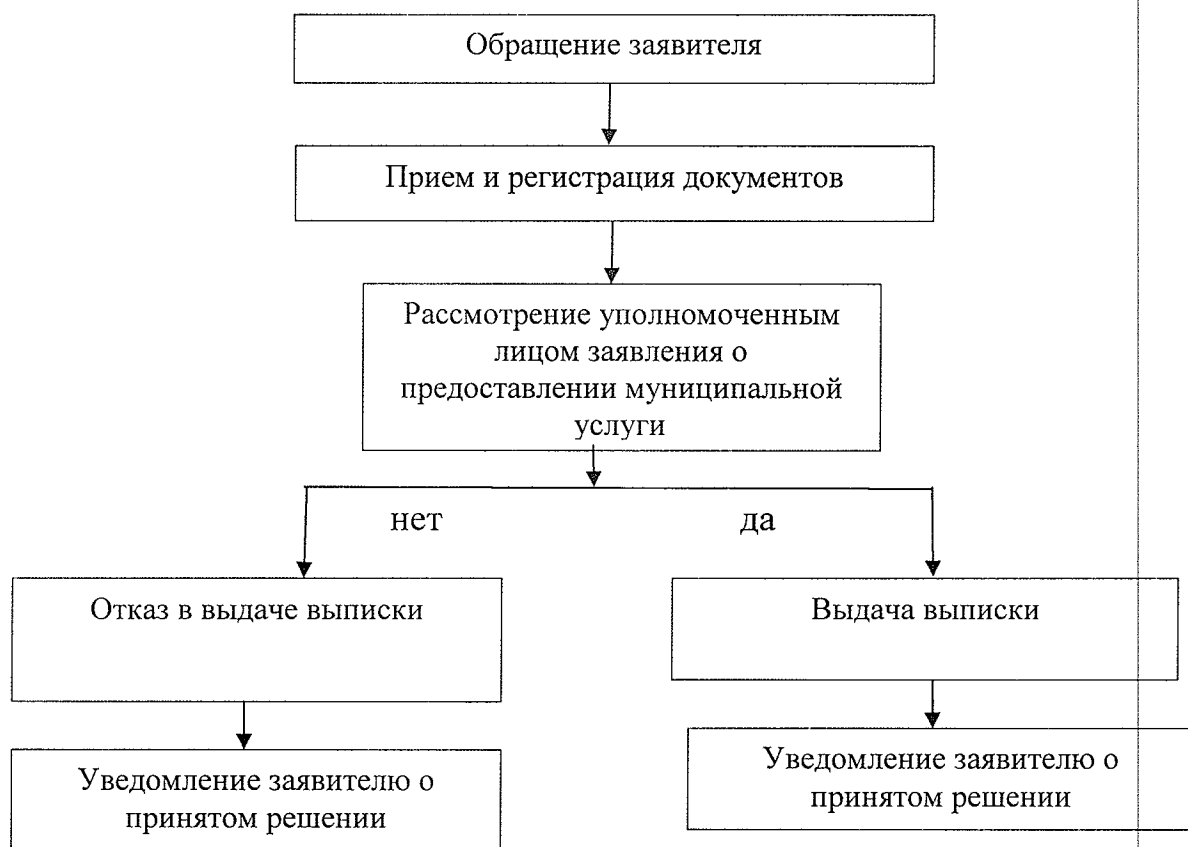 Обращение заявителя
Прием и регистрация документов
Рассмотрение уполномоченным
лицом заявления о
предоставлении муниципальной
услуги
нет
да
Отказ в выдаче выписки
Выдача выписки
Уведомление заявителю о
принятом решении
Уведомление заявителю о
принятом решении